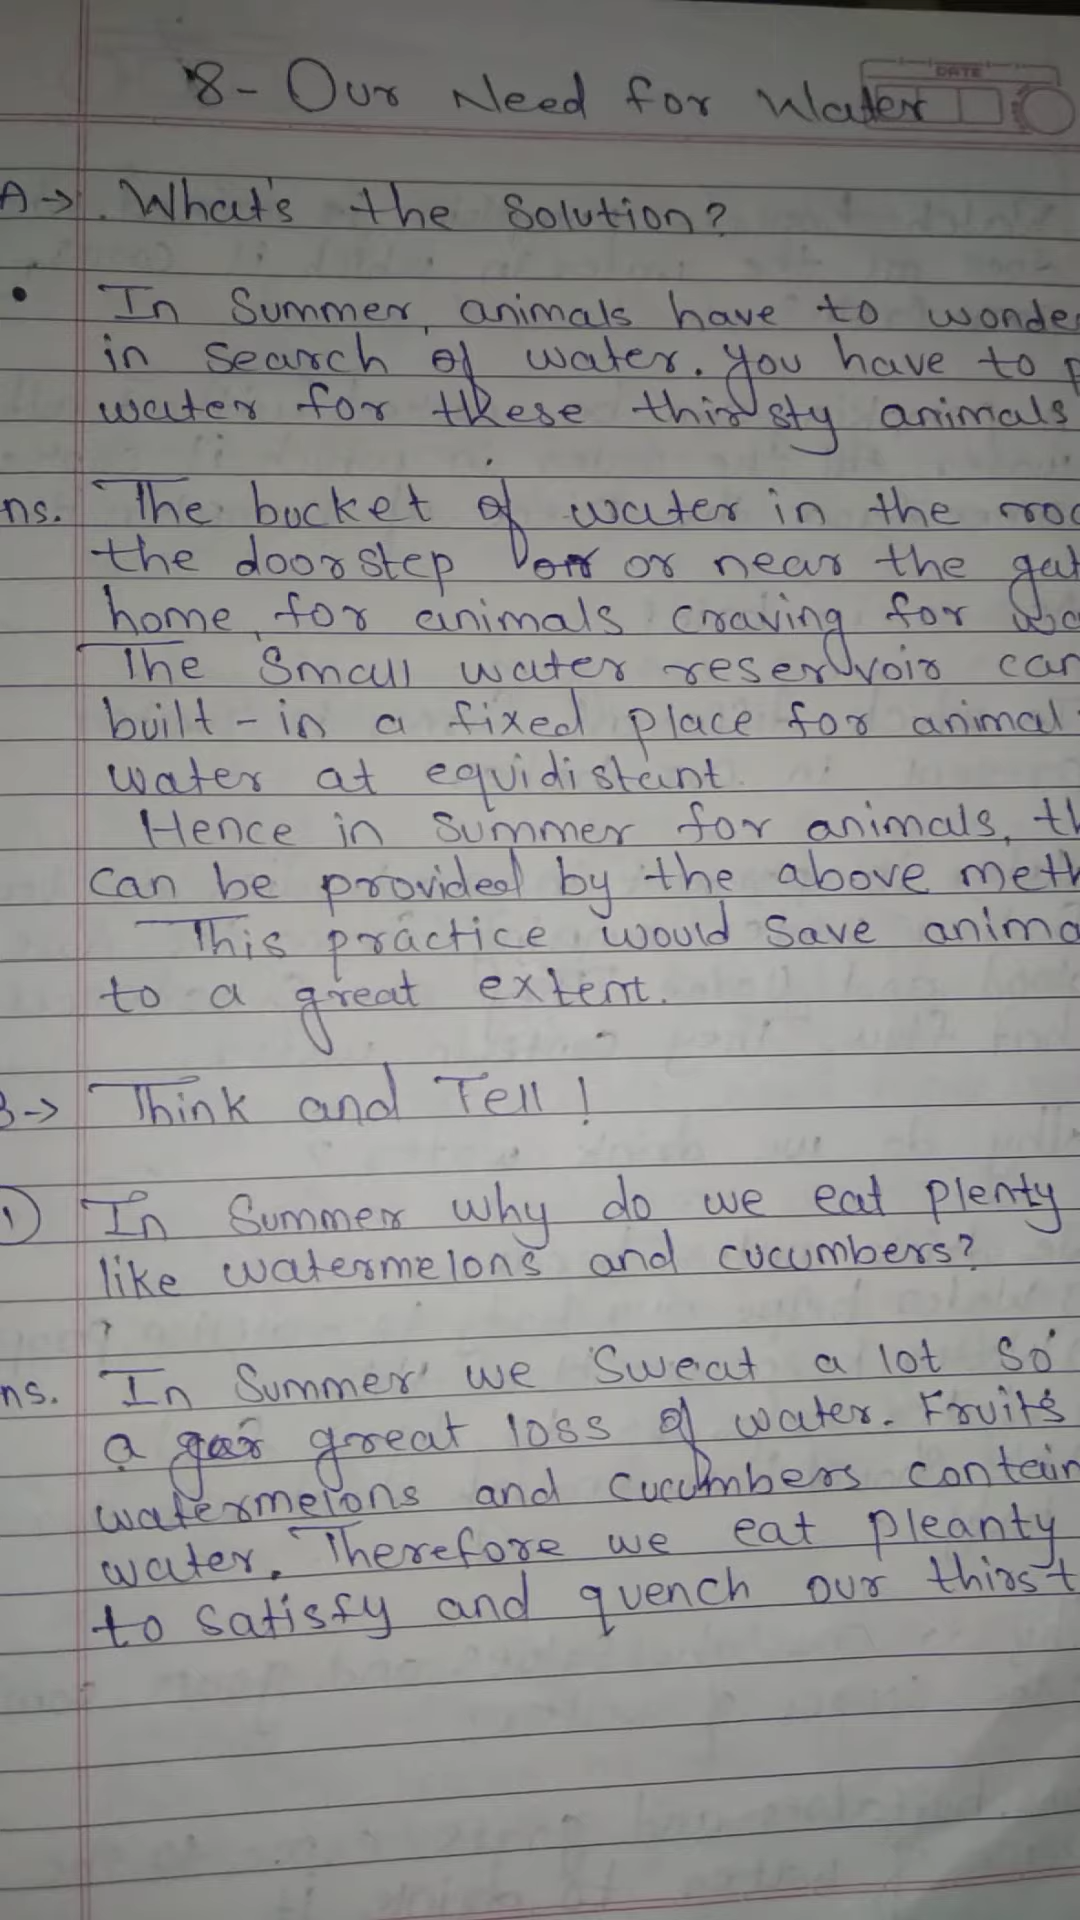 8- Our Need for Water
DATE
A→ What's the Solution?
• In Summer, animals have to
in search of water. you have to
water for these thirsty animals
ns. The bucket of water in the
the doorstep or near the
home, for animals craving for
The Small water reservoir can
built-in a fixed place for animal
water at equidistant.
Hence in summer for animals,
can be provided by the above
This practice would Save
to a great extent.
→ Think and Tell!
1 In Summer why do we eat plenty
like watermelons and cucumbers?
ns. In Summer we Sweat a lot So
a great loss of water. Fruits
watermelons and cucumbers contain
water. Therefore we eat pleanty
to satisfy and quench our thirst